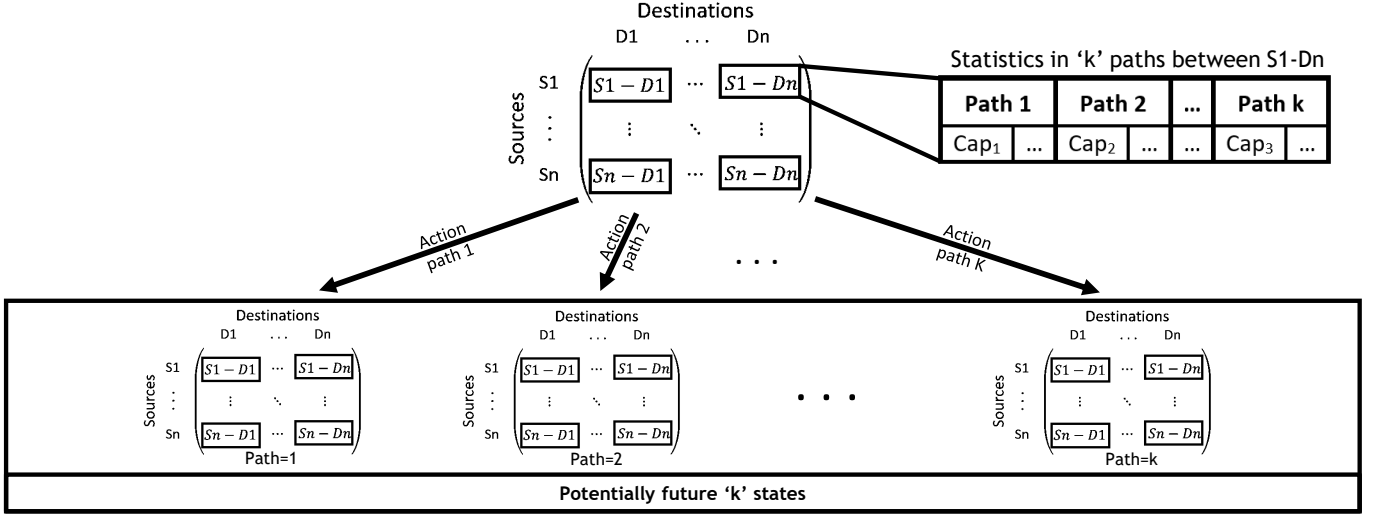 Destinations
D1 ... Dn
Statistics in ‘k’ paths between S1-Dn
Sources
S1 S1 − D1 ... S1 − Dn
Path 1 Path 2 ... Path k
Cap₁ ... Cap₂ ... ... Cap₃ ...
Sn Sn − D1 ... Sn − Dn
Action
path 1
Action
path 2
...
Action
path K
Destinations
D1 ... Dn
Sources
S1 S1 − D1 ... S1 − Dn
Sn Sn − D1 ... Sn − Dn
Path=1
Destinations
D1 ... Dn
Sources
S1 S1 − D1 ... S1 − Dn
Sn Sn − D1 ... Sn − Dn
Path=2
...
Destinations
D1 ... Dn
Sources
S1 S1 − D1 ... S1 − Dn
Sn Sn − D1 ... Sn − Dn
Path=k
Potentially future ‘k’ states